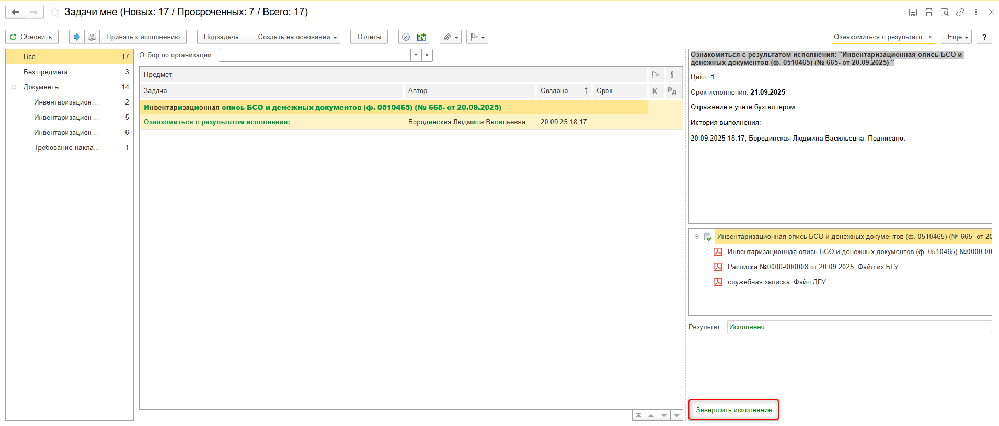 Задачи мне (Новых: 17 / Просроченных: 7 / Всего: 17)
Обновить
Принять к исполнению
Подзадача...
Создать на основании
Отчеты
Ознакомиться с результато
×
Еще
?
Все 17
Без предмета 3
Документы 14
Инвентаризацион... 2
Инвентаризацион... 5
Инвентаризацион... 6
Требование-накла... 1
Отбор по организации:
×
Предмет
Задача Автор Создана ↑ Срок К Рд
Инвентаризационная опись БСО и денежных документов (ф. 0510465) (№ 665- от 20.09.2025)
Ознакомиться с результатом исполнения: Бородинская Людмила Васильевна 20.09.25 18:17
Ознакомиться с результатом исполнения: "Инвентаризационная опись БСО и
денежных документов (ф. 0510465) (№ 665- от 20.09.2025) "
Цикл: 1
Срок исполнения: 21.09.2025
Отражение в учете бухгалтером
История выполнения:
------------------------------------
20.09.2025 18:17, Бородинская Людмила Васильевна. Подписано.
Инвентаризационная опись БСО и денежных документов (ф. 0510465) (№ 665- от 20
Инвентаризационная опись БСО и денежных документов (ф. 0510465) №0000-00
Расписка №0000-000008 от 20.09.2025, Файл из БГУ
служебная записка, Файл ДГУ
Результат: Исполнено
Завершить исполнение